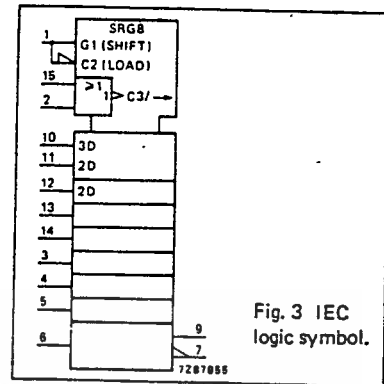 SRG8
1 G1 (SHIFT)
C2 (LOAD)
15 ≥1
1 C3/→
2
10 3D
11 2D
12 2D
13
14
3
4
5
6
9
7
7Z87855
Fig. 3 IEC
logic symbol.